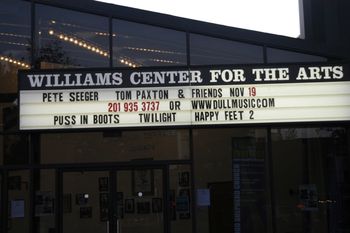 WILLIAMS CENTER FOR THE ARTS
PETE SEEGER TOM PAXTON & FRIENDS NOV 19
201 935 3737 OR WWW.DULLMUSIC.COM
PUSS IN BOOTS TWILIGHT HAPPY FEET 2